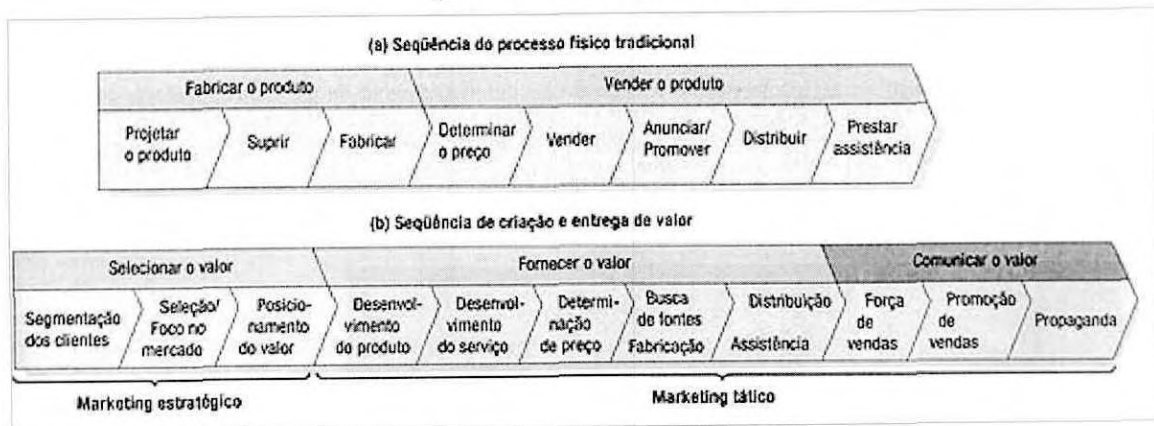 (a) Seqüência do processo físico tradicional
Fabricar o produto
Vender o produto
Projetar
o produto
Suprir
Fabricar
Determinar
o preço
Vender
Anunciar/
Promover
Distribuir
Prestar
assistência
(b) Seqüência de criação e entrega de valor
Selecionar o valor
Fornecer o valor
Comunicar o valor
Segmentação
dos clientes
Seleção/
Foco no
mercado
Posicio-
namento
do valor
Desenvol-
vimento
do produto
Desenvol-
vimento
do serviço
Determi-
nação
de preço
Busca
de fontes
Fabricação
Distribuição
Assistência
Força
de
vendas
Promoção
de
vendas
Propaganda
Marketing estratégico
Marketing tático